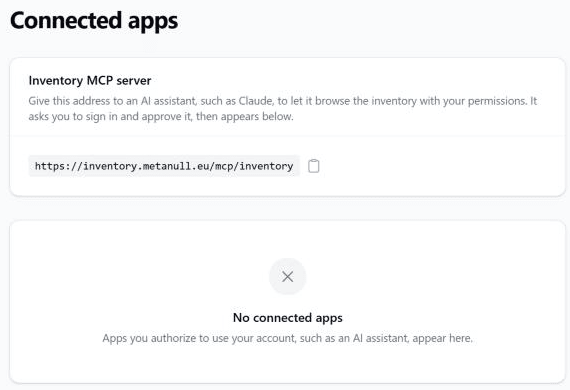 Connected apps
Inventory MCP server
Give this address to an AI assistant, such as Claude, to let it browse the inventory with your permissions. It
asks you to sign in and approve it, then appears below.
https://inventory.metanull.eu/mcp/inventory
No connected apps
Apps you authorize to use your account, such as an AI assistant, appear here.